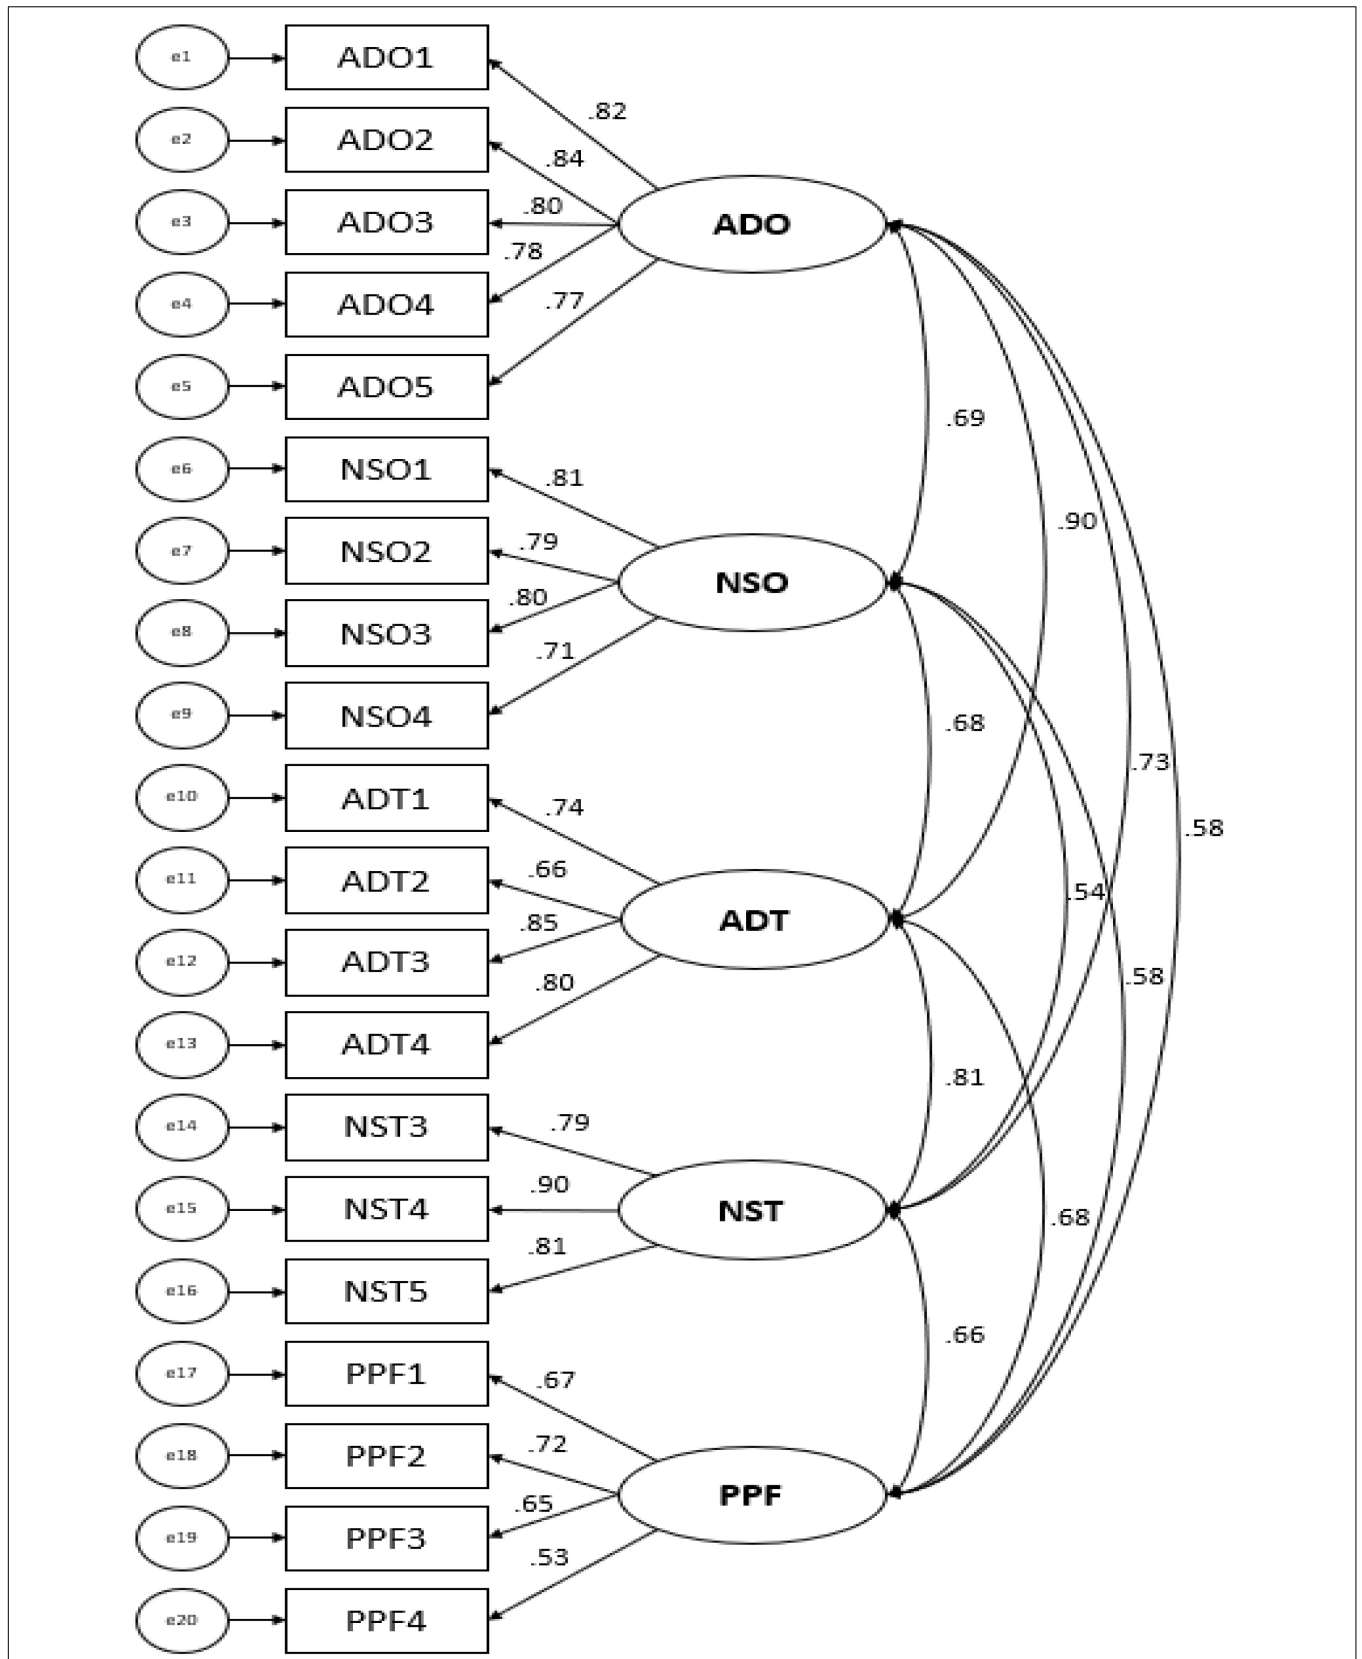 e1 ADO1
.82
e2 ADO2
.84
e3 ADO3
.80
ADO
.78
e4 ADO4
.77
e5 ADO5
.69
e6 NSO1
.81
.90
e7 NSO2
.79
NSO
.80
e8 NSO3
.71
e9 NSO4
.68
.73
e10 ADT1
.74
.58
e11 ADT2
.66
.54
ADT
.85
e12 ADT3
.58
.80
e13 ADT4
.81
e14 NST3
.79
.90
e15 NST4
NST
.68
.81
e16 NST5
.66
e17 PPF1
.67
e18 PPF2
.72
PPF
.65
e19 PPF3
.53
e20 PPF4